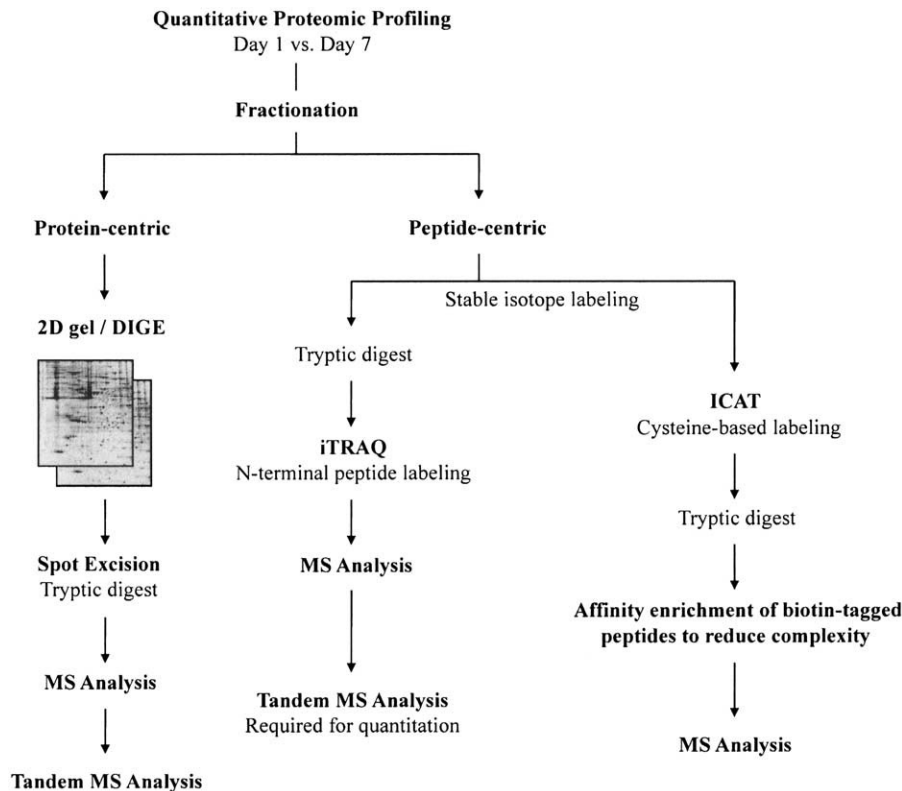 Quantitative Proteomic Profiling
Day 1 vs. Day 7
Fractionation
Protein-centric
2D gel / DIGE
Spot Excision
Tryptic digest
MS Analysis
Tandem MS Analysis
Peptide-centric
Stable isotope labeling
Tryptic digest
iTRAQ
N-terminal peptide labeling
MS Analysis
Tandem MS Analysis
Required for quantitation
ICAT
Cysteine-based labeling
Tryptic digest
Affinity enrichment of biotin-tagged
peptides to reduce complexity
MS Analysis